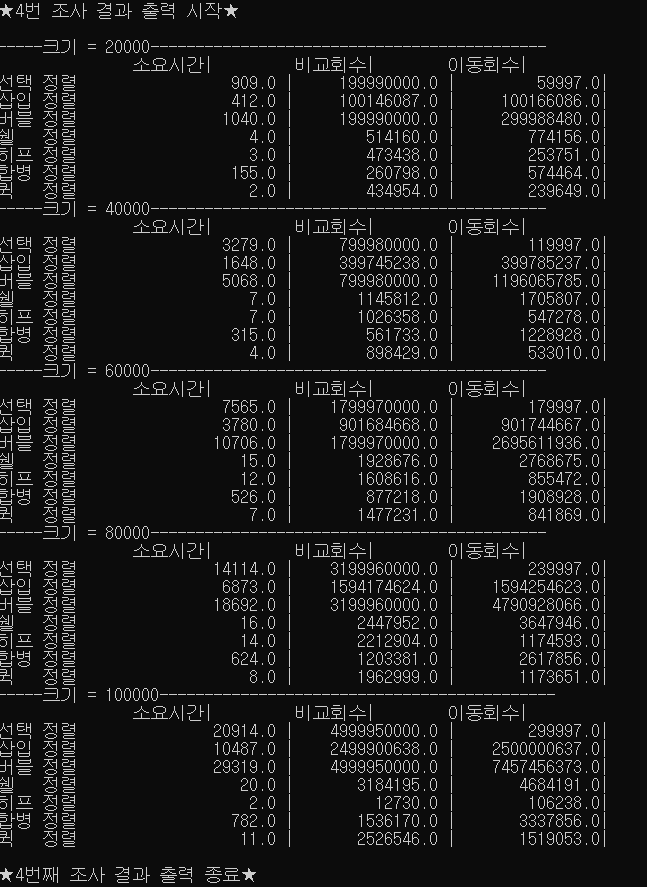 ★4번 조사 결과 출력 시작★
-----크기 = 20000--------------------------------------------
소요시간| 비교회수| 이동회수|
선택 정렬 909.0 | 199990000.0 | 59997.0|
삽입 정렬 412.0 | 100146087.0 | 100166086.0|
버블 정렬 1040.0 | 199990000.0 | 299988480.0|
쉘 정렬 4.0 | 514160.0 | 774156.0|
히프 정렬 3.0 | 473438.0 | 253751.0|
합병 정렬 155.0 | 260798.0 | 574464.0|
퀵 정렬 2.0 | 434954.0 | 239649.0|
-----크기 = 40000--------------------------------------------
소요시간| 비교회수| 이동회수|
선택 정렬 3279.0 | 799980000.0 | 119997.0|
삽입 정렬 1648.0 | 399745238.0 | 399785237.0|
버블 정렬 5068.0 | 799980000.0 | 1196065785.0|
쉘 정렬 7.0 | 1145812.0 | 1705807.0|
히프 정렬 7.0 | 1026358.0 | 547278.0|
합병 정렬 315.0 | 561733.0 | 1228928.0|
퀵 정렬 4.0 | 898429.0 | 533010.0|
-----크기 = 60000--------------------------------------------
소요시간| 비교회수| 이동회수|
선택 정렬 7565.0 | 1799970000.0 | 179997.0|
삽입 정렬 3780.0 | 901684668.0 | 901744667.0|
버블 정렬 10706.0 | 1799970000.0 | 2695611936.0|
쉘 정렬 15.0 | 1928676.0 | 2768675.0|
히프 정렬 12.0 | 1608616.0 | 855472.0|
합병 정렬 526.0 | 877218.0 | 1908928.0|
퀵 정렬 7.0 | 1477231.0 | 841869.0|
-----크기 = 80000--------------------------------------------
소요시간| 비교회수| 이동회수|
선택 정렬 14114.0 | 3199960000.0 | 239997.0|
삽입 정렬 6873.0 | 1594174624.0 | 1594254623.0|
버블 정렬 18692.0 | 3199960000.0 | 4790928066.0|
쉘 정렬 16.0 | 2447952.0 | 3647946.0|
히프 정렬 14.0 | 2212904.0 | 1174593.0|
합병 정렬 624.0 | 1203381.0 | 2617856.0|
퀵 정렬 8.0 | 1962999.0 | 1173651.0|
-----크기 = 100000--------------------------------------------
소요시간| 비교회수| 이동회수|
선택 정렬 20914.0 | 4999950000.0 | 299997.0|
삽입 정렬 10487.0 | 2499900638.0 | 2500000637.0|
버블 정렬 29319.0 | 4999950000.0 | 7457456373.0|
쉘 정렬 20.0 | 3184195.0 | 4684191.0|
히프 정렬 2.0 | 12730.0 | 106238.0|
합병 정렬 782.0 | 1536170.0 | 3337856.0|
퀵 정렬 11.0 | 2526546.0 | 1519053.0|
★4번째 조사 결과 출력 종료★